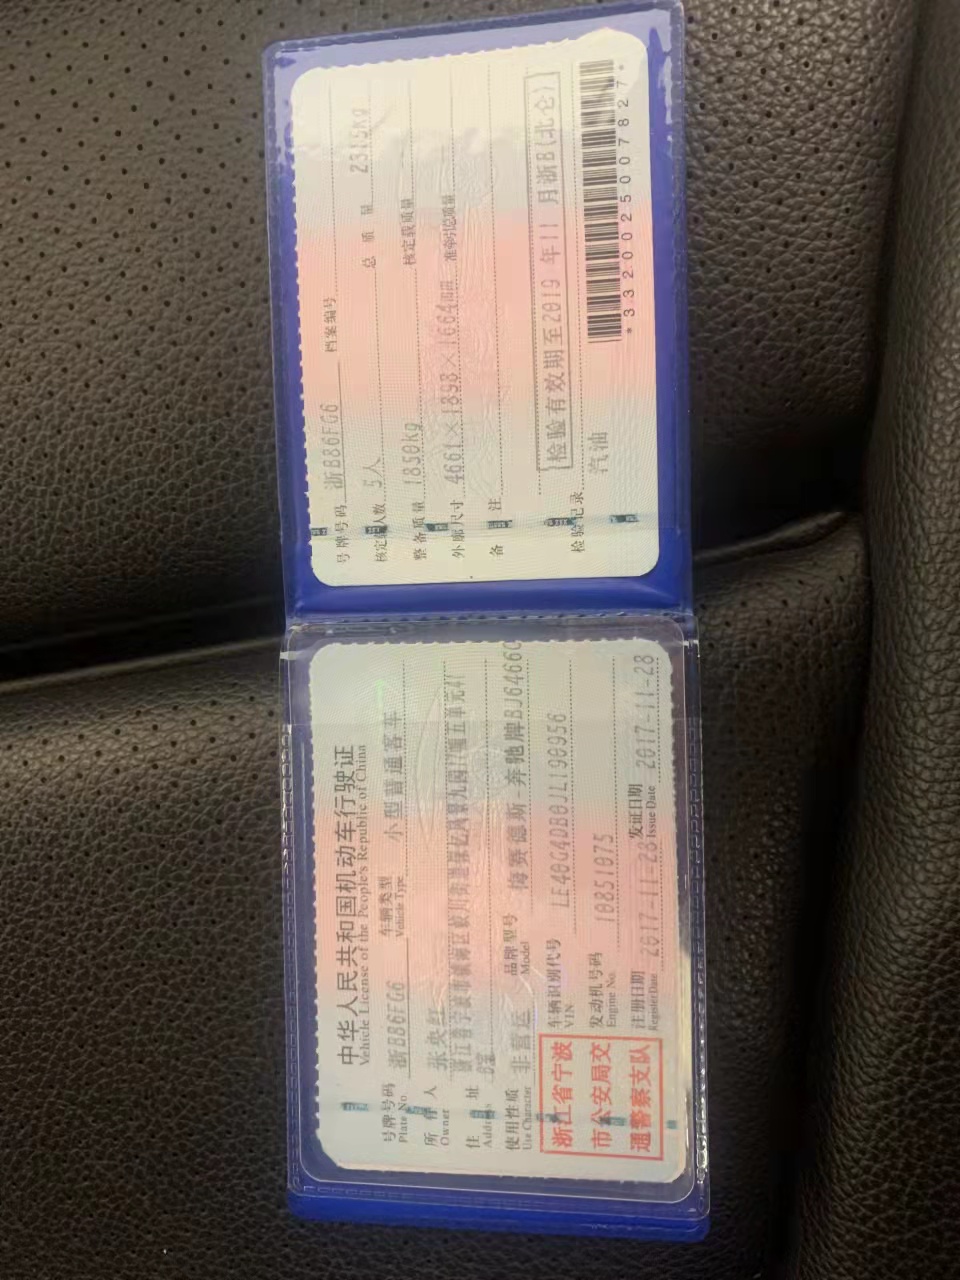 中华人民共和国机动车行驶证
Vehicle License of the People's Republic of China
号牌号码 浙B86FG6 车辆类型 小型普通客车
Plate No. Vehicle Type
所有人
Owner
住址
Address
使用性质 非营运 品牌型号 梅赛德斯 奔驰牌BJ6466G
Use Character Model
浙江省宁波
市公安局交
通警察支队
车辆识别代号
VIN
发动机号码
Engine No.
注册日期 2017-11-28 发证日期 2017-11-28
Register Date Issue Date
号牌号码 浙B86FG6 档案编号
核定载人数 5人 总质量 2315kg
整备质量 1850kg 核定载质量
外廓尺寸 4661×1898×1664 准牵引总质量
备注
检验有效期至2019年11月浙B(北仑)
检验记录
汽油
*3320025007827*